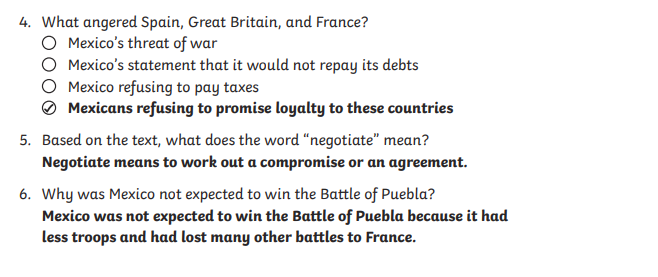 4. What angered Spain, Great Britain, and France?
Mexico's threat of war
Mexico's statement that it would not repay its debts
Mexico refusing to pay taxes
Mexicans refusing to promise loyalty to these countries
5. Based on the text, what does the word "negotiate" mean?
Negotiate means to work out a compromise or an agreement.
6. Why was Mexico not expected to win the Battle of Puebla?
Mexico was not expected to win the Battle of Puebla because it had
less troops and had lost many other battles to France.